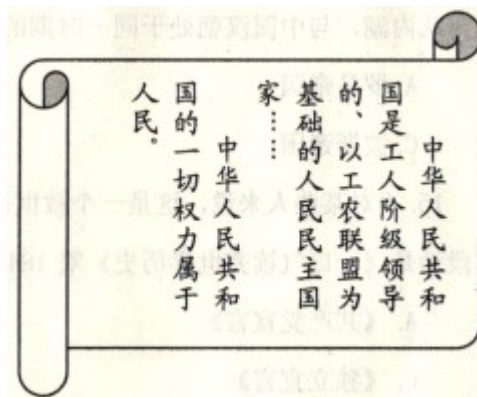 中华人民共和
国是工人阶级领导
的、以工农联盟为
基础的人民民主国
家……
中华人民共和
国的一切权力属于
人民。